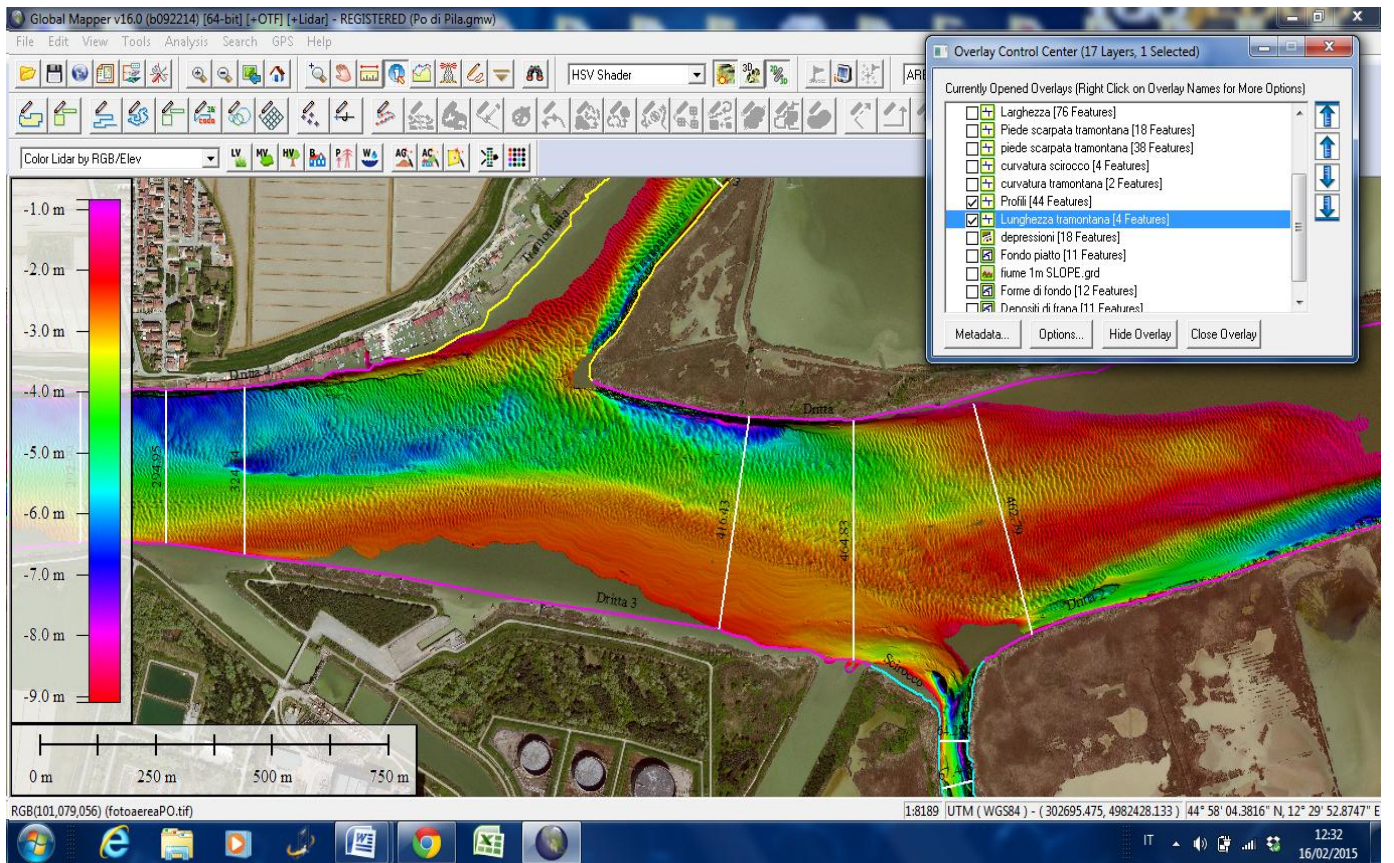 Global Mapper v16.0 (b092214) [64-bit] [+OTF] [+Lidar] - REGISTERED (Po di Pila.gmw)
File Edit View Tools Analysis Search GPS Help
HSV Shader
Color Lidar by RGB/Elev
Overlay Control Center (17 Layers, 1 Selected)
Currently Opened Overlays (Right Click on Overlay Names for More Options)
Larghezza [76 Features]
Piede scarpata tramontana [18 Features]
piede scarpata tramontana [38 Features]
curvatura scirocco [4 Features]
curvatura tramontana [2 Features]
Profili [44 Features]
Lunghezza tramontana [4 Features]
depressioni [18 Features]
Fondo piatto [11 Features]
fiume 1m SLOPE.grd
Forme di fondo [12 Features]
Depositi di frana [11 Features]
Metadata... Options... Hide Overlay Close Overlay
-1.0 m
-2.0 m
-3.0 m
-4.0 m
-5.0 m
-6.0 m
-7.0 m
-8.0 m
-9.0 m
Tramontana
Dritta
294.95
416.43
464.83
462.79
Dritta 3
Dritta 2
Scirocco
0 m 250 m 500 m 750 m
RGB(101,079,056) (fotoaereaPO.tif)
1:8189 UTM ( WGS84 ) - ( 302695.475, 4982428.133 ) 44° 58' 04.3816" N, 12° 29' 52.8747" E
IT
12:32
16/02/2015